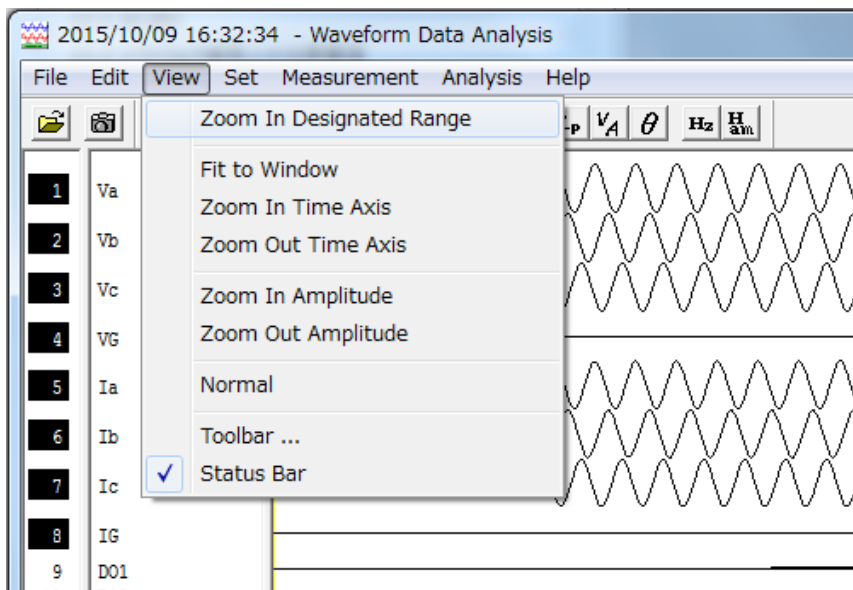 2015/10/09 16:32:34 - Waveform Data Analysis
File Edit View Set Measurement Analysis Help
Zoom In Designated Range
Fit to Window
Zoom In Time Axis
Zoom Out Time Axis
Zoom In Amplitude
Zoom Out Amplitude
Normal
Toolbar ...
Status Bar
VA θ Hz Ham
1 Va
2 Vb
3 Vc
4 VG
5 Ia
6 Ib
7 Ic
8 IG
9 DO1